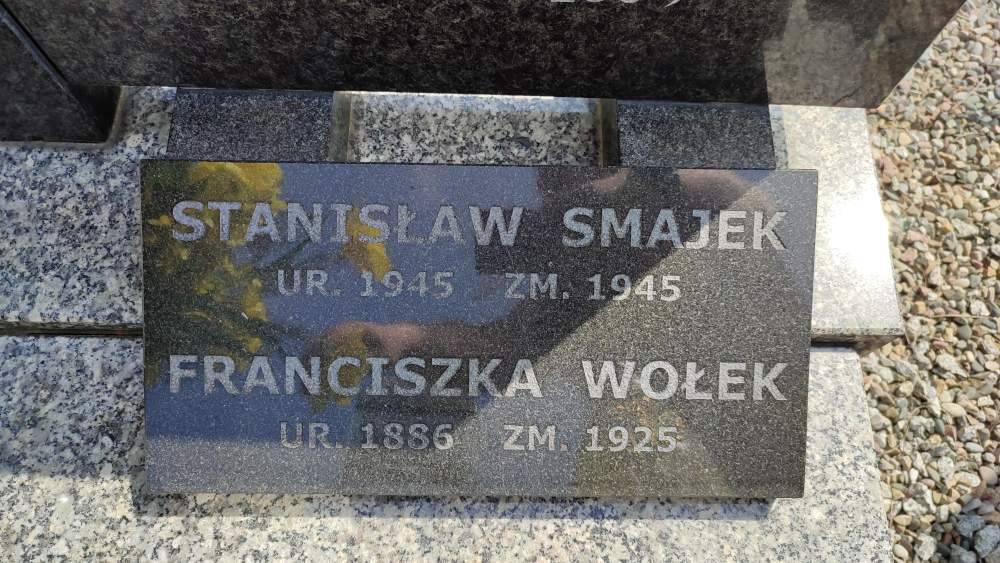 STANISŁAW SMAJEK
UR. 1945 ZM. 1945
FRANCISZKA WOŁEK
UR. 1886 ZM. 1925